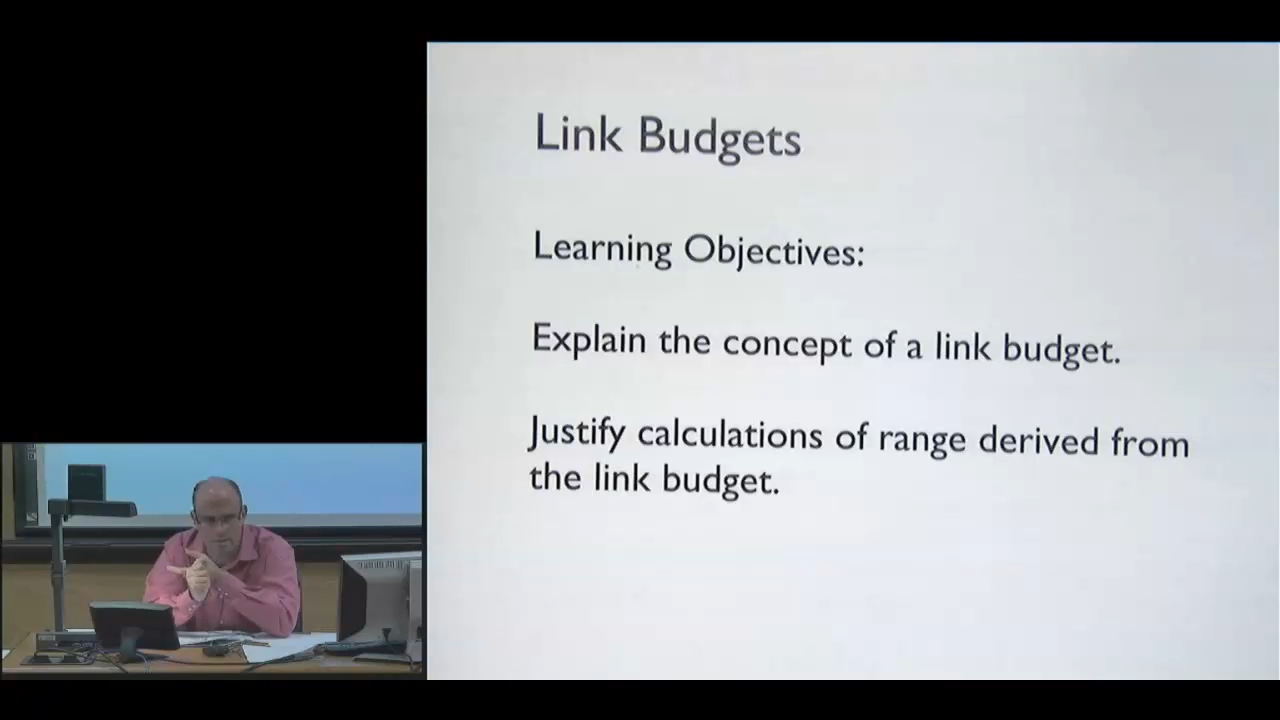 Link Budgets
Learning Objectives:
Explain the concept of a link budget.
Justify calculations of range derived from
the link budget.